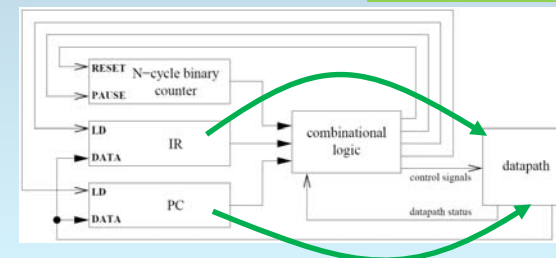 RESET
N-cycle binary
counter
PAUSE
LD
IR
DATA
LD
PC
DATA
combinational
logic
control signals
datapath status
datapath